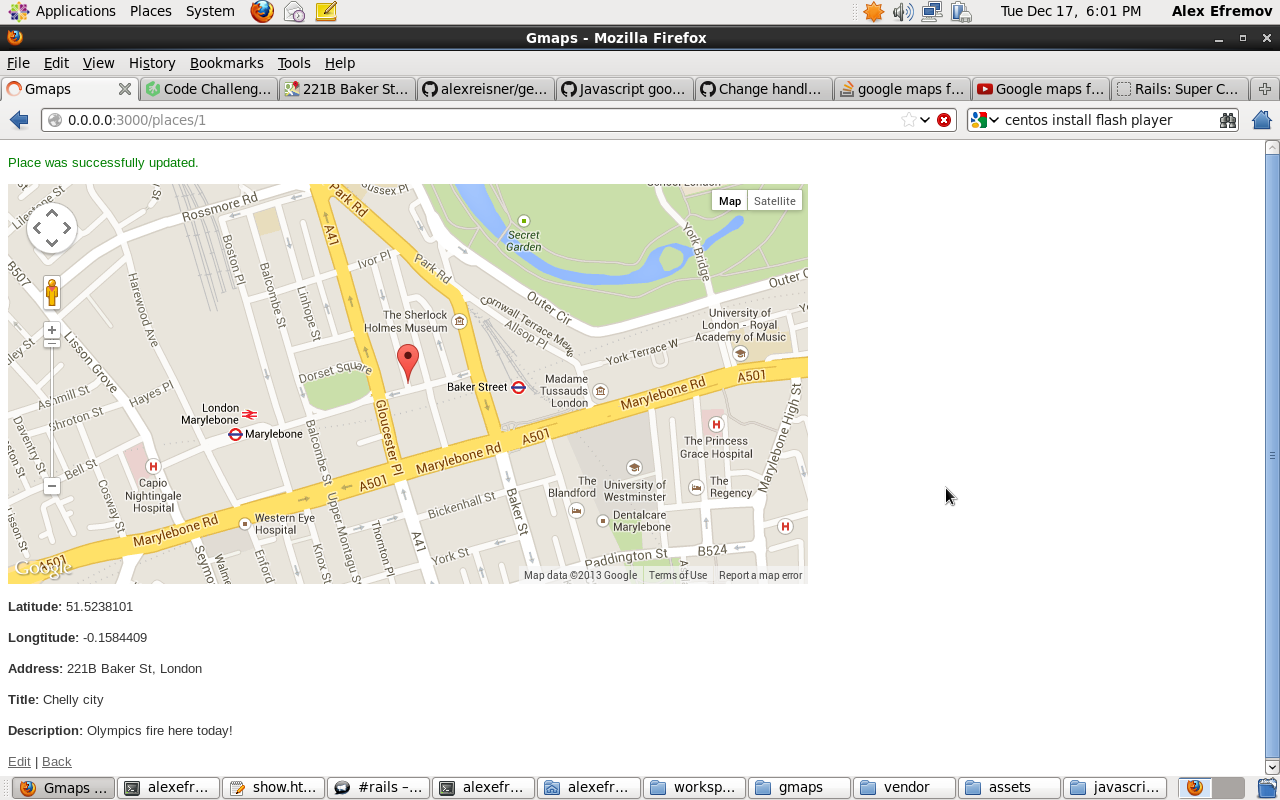 Applications Places System Tue Dec 17, 6:01 PM Alex Efremov
Gmaps - Mozilla Firefox
File Edit View History Bookmarks Tools Help
Gmaps Code Challeng... 221B Baker St... alexreisner/ge... Javascript goo... Change handl... google maps f... Google maps f... Rails: Super C...
0.0.0.0:3000/places/1 centos install flash player
Place was successfully updated.
Map Satellite
Rossmore Rd
Park Rd
Sussex Pl
A41
B507
Boston Pl
Balcombe St
Linhope St
Ivor Pl
Park Rd
Harewood Ave
Secret
Garden
York Bridge
Outer Cir
Outer C
Cornwall Terrace Mews
Allsop Pl
The Sherlock
Holmes Museum
University of
London - Royal
Academy of Music
York Terrace W
Lisson Grove
Dorset Square
Baker Street
Madame
Tussauds
London
A501
Marylebone Rd
Marylebone High St
Ashmill St
Shroton St
Hayes Pl
London
Marylebone
Marylebone
Gloucester Pl
Balcombe St
Daventry St
Bell St
Cosway St
Capio
Nightingale
Hospital
Marylebone Rd
A501
A501
The Princess
Grace Hospital
Bickenhall St
Baker St
The
Blandford
University of
Westminster
The
Regency
Dentalcare
Marylebone
Western Eye
Hospital
Upper Montagu St
Thornton Pl
A41
York St
Knox St
Enford
Seymo
Walme
Lisson St
Marylebone Rd
A501
Paddington St
B524
Google
Map data ©2013 Google Terms of Use Report a map error
Latitude: 51.5238101
Longtitude: -0.1584409
Address: 221B Baker St, London
Title: Chelly city
Description: Olympics fire here today!
Edit | Back
Gmaps ... alexefr... show.ht... #rails –... alexefr... alexefr... worksp... gmaps vendor assets javascri...